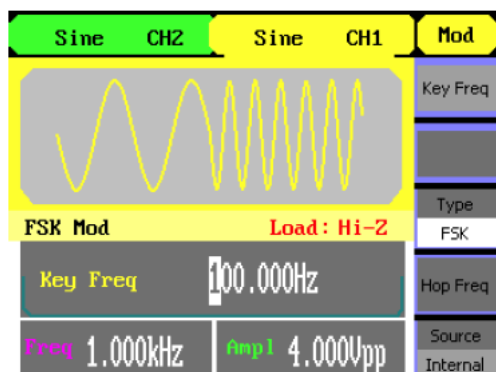 Sine CH2 Sine CH1 Mod
Key Freq
Type
FSK
FSK Mod Load: Hi-Z
Key Freq 100.000Hz
Hop Freq
Freq 1.000kHz Ampl 4.000Vpp
Source
Internal